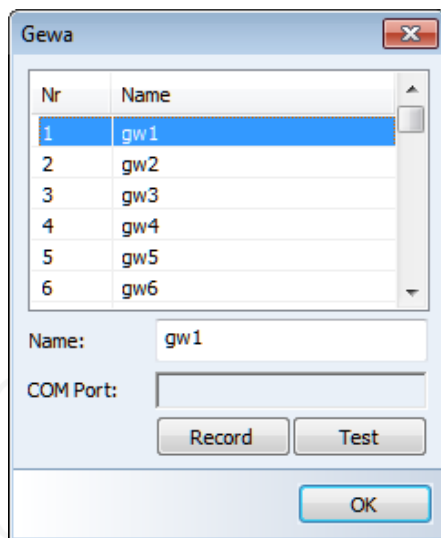 Gewa
Nr Name
1 gw1
2 gw2
3 gw3
4 gw4
5 gw5
6 gw6
Name: gw1
COM Port:
Record Test
OK